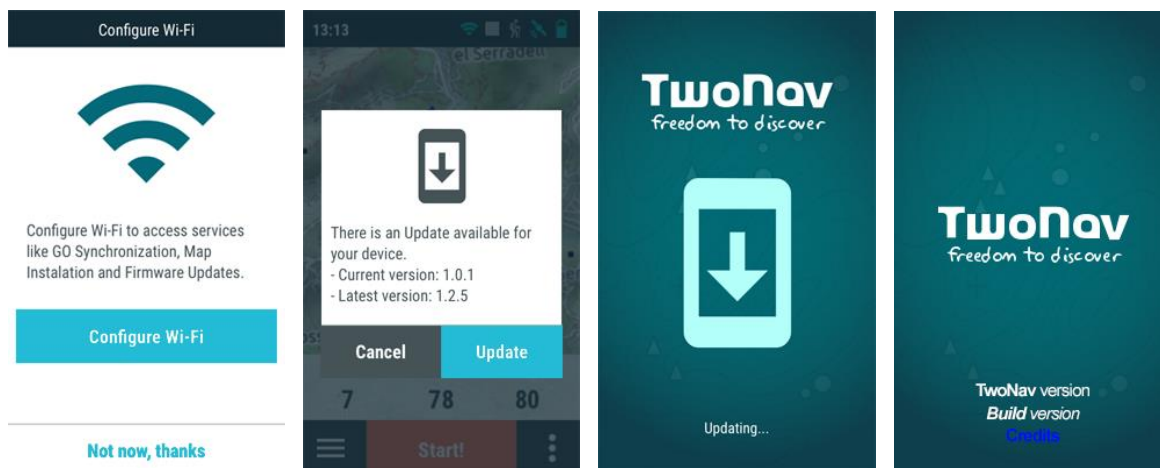 Configure Wi-Fi
Configure Wi-Fi to access services
like GO Synchronization, Map
Instalation and Firmware Updates.
Configure Wi-Fi
Not now, thanks
13:13
el Serradell
There is an Update available for
your device.
- Current version: 1.0.1
- Latest version: 1.2.5
Cancel
Update
7 78 80
Start!
TwoNav
freedom to discover
Updating...
TwoNav
freedom to discover
TwoNav version
Build version
Credits